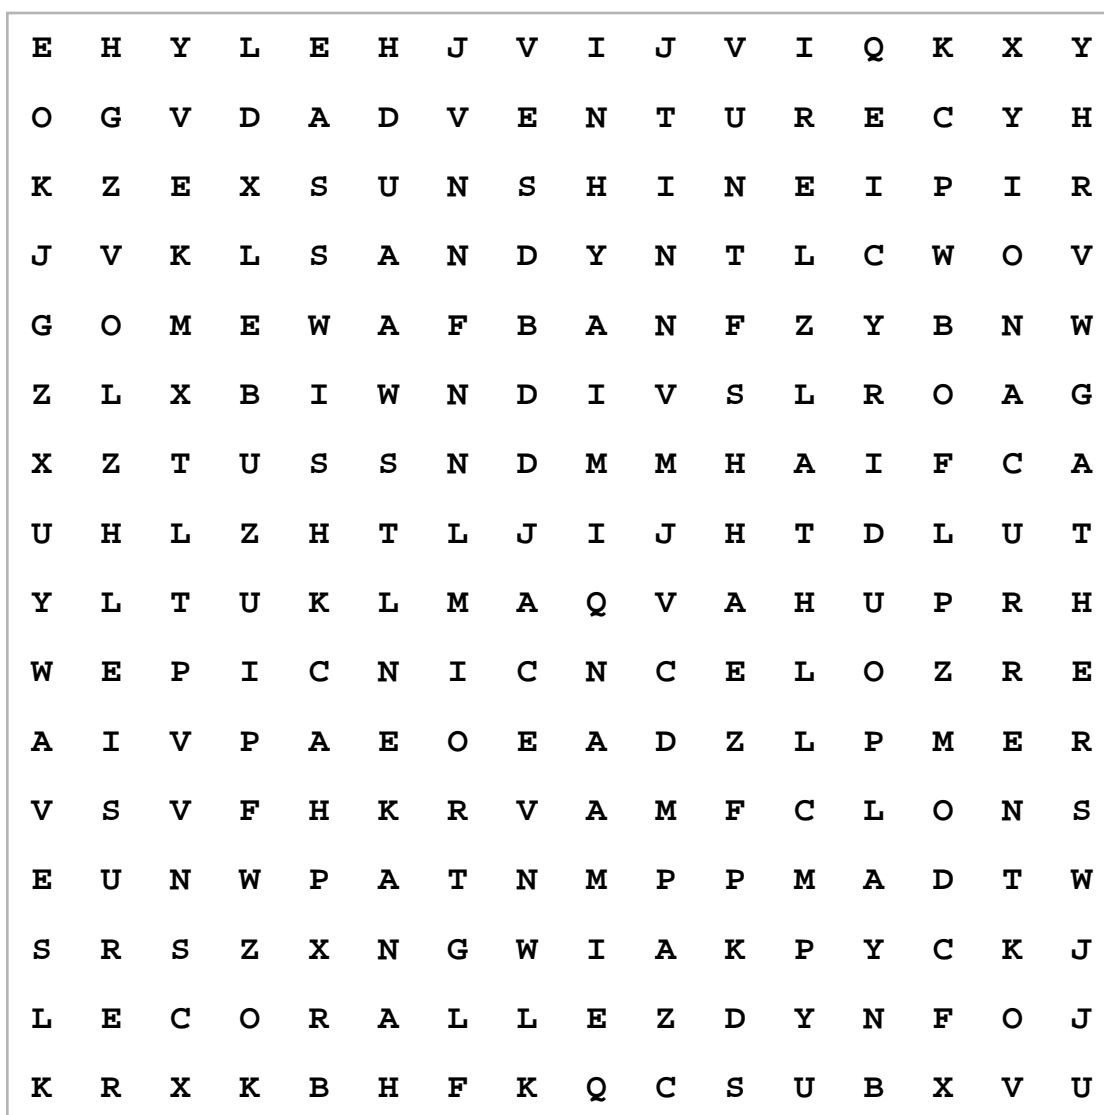 E H Y L E H J V I J V I Q K X Y
O G V D A D V E N T U R E C Y H
K Z E X S U N S H I N E I P I R
J V K L S A N D Y N T L C W O V
G O M E W A F B A N F Z Y B N W
Z L X B I W N D I V S L R O A G
X Z T U S S N D M M H A I F C A
U H L Z H T L J I J H T D L U T
Y L T U K L M A Q V A H U P R H
W E P I C N I C N C E L O Z R E
A I V P A E O E A D Z L P M E R
V S V F H K R V A M F C L O N S
E U N W P A T N M P P M A D T W
S R S Z X N G W I A K P Y C K J
L E C O R A L L E Z D Y N F O J
K R X K B H F K Q C S U B X V U